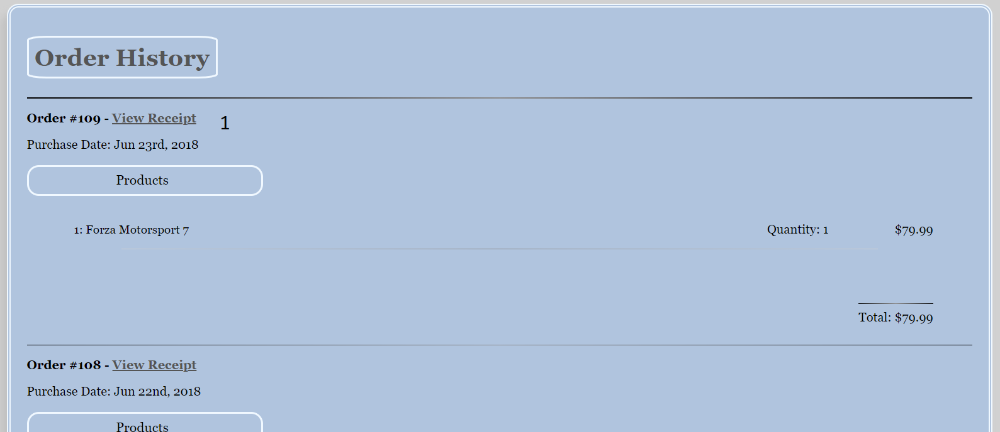 Order History
Order #109 - View Receipt 1
Purchase Date: Jun 23rd, 2018
Products
1: Forza Motorsport 7 Quantity: 1 $79.99
Total: $79.99
Order #108 - View Receipt
Purchase Date: Jun 22nd, 2018
Products